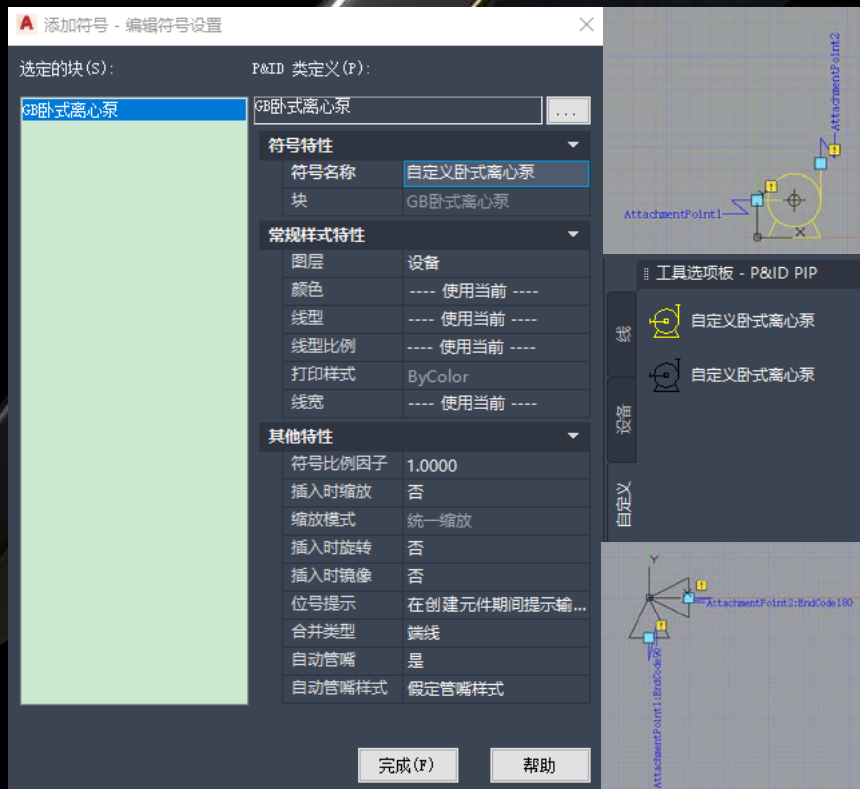 添加符号 - 编辑符号设置
选定的块(S):
P&ID 类定义(P):
GB卧式离心泵
GB卧式离心泵
...
符号特性
符号名称 自定义卧式离心泵
块 GB卧式离心泵
常规样式特性
图层 设备
颜色 ---- 使用当前 ----
线型 ---- 使用当前 ----
线型比例 ---- 使用当前 ----
打印样式 ByColor
线宽 ---- 使用当前 ----
其他特性
符号比例因子 1.0000
插入时缩放 否
缩放模式 统一缩放
插入时旋转 否
插入时镜像 否
位号提示 在创建元件期间提示输...
合并类型 端线
自动管嘴 是
自动管嘴样式 假定管嘴样式
完成(F)
帮助
AttachmentPoint2
AttachmentPoint1
X
工具选项板 - P&ID PIP
线
设备
自定义
自定义卧式离心泵
自定义卧式离心泵
Y
AttachmentPoint2:EndCode180
AttachmentPoint1:EndCode90